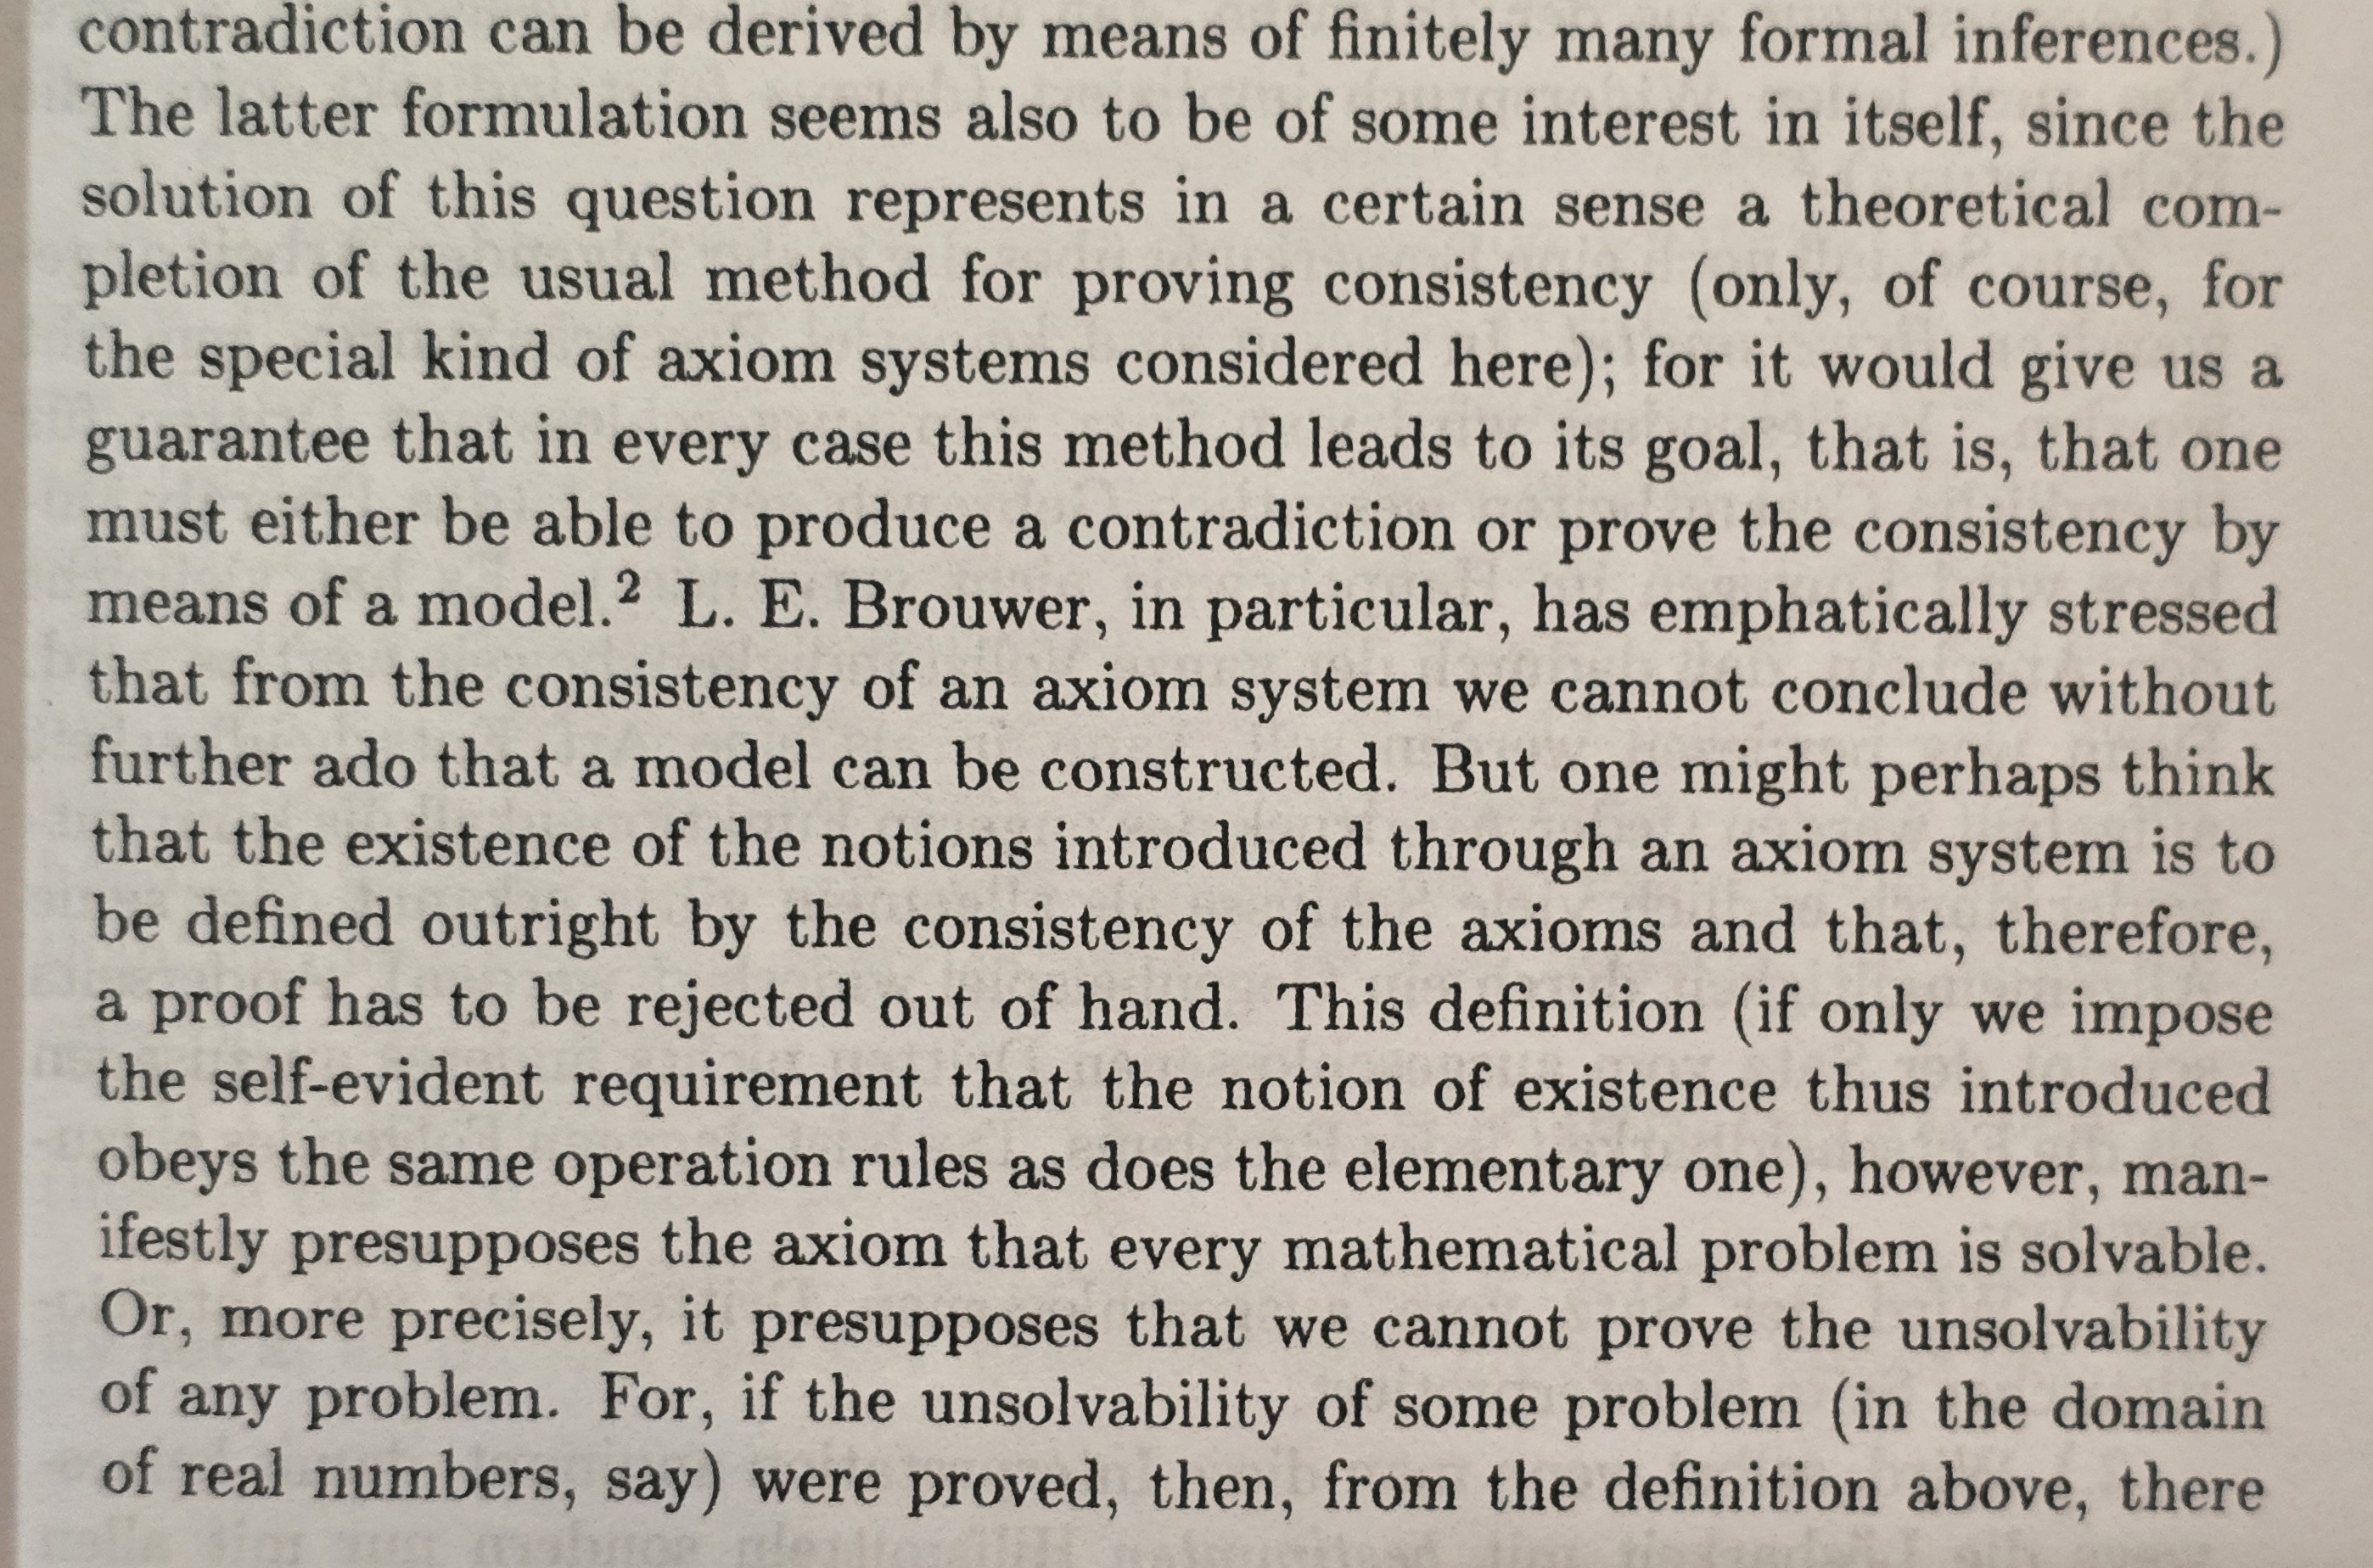 contradiction can be derived by means of finitely many formal inferences.)
The latter formulation seems also to be of some interest in itself, since the
solution of this question represents in a certain sense a theoretical com-
pletion of the usual method for proving consistency (only, of course, for
the special kind of axiom systems considered here); for it would give us a
guarantee that in every case this method leads to its goal, that is, that one
must either be able to produce a contradiction or prove the consistency by
means of a model.² L. E. Brouwer, in particular, has emphatically stressed
that from the consistency of an axiom system we cannot conclude without
further ado that a model can be constructed. But one might perhaps think
that the existence of the notions introduced through an axiom system is to
be defined outright by the consistency of the axioms and that, therefore,
a proof has to be rejected out of hand. This definition (if only we impose
the self-evident requirement that the notion of existence thus introduced
obeys the same operation rules as does the elementary one), however, man-
ifestly presupposes the axiom that every mathematical problem is solvable.
Or, more precisely, it presupposes that we cannot prove the unsolvability
of any problem. For, if the unsolvability of some problem (in the domain
of real numbers, say) were proved, then, from the definition above, there